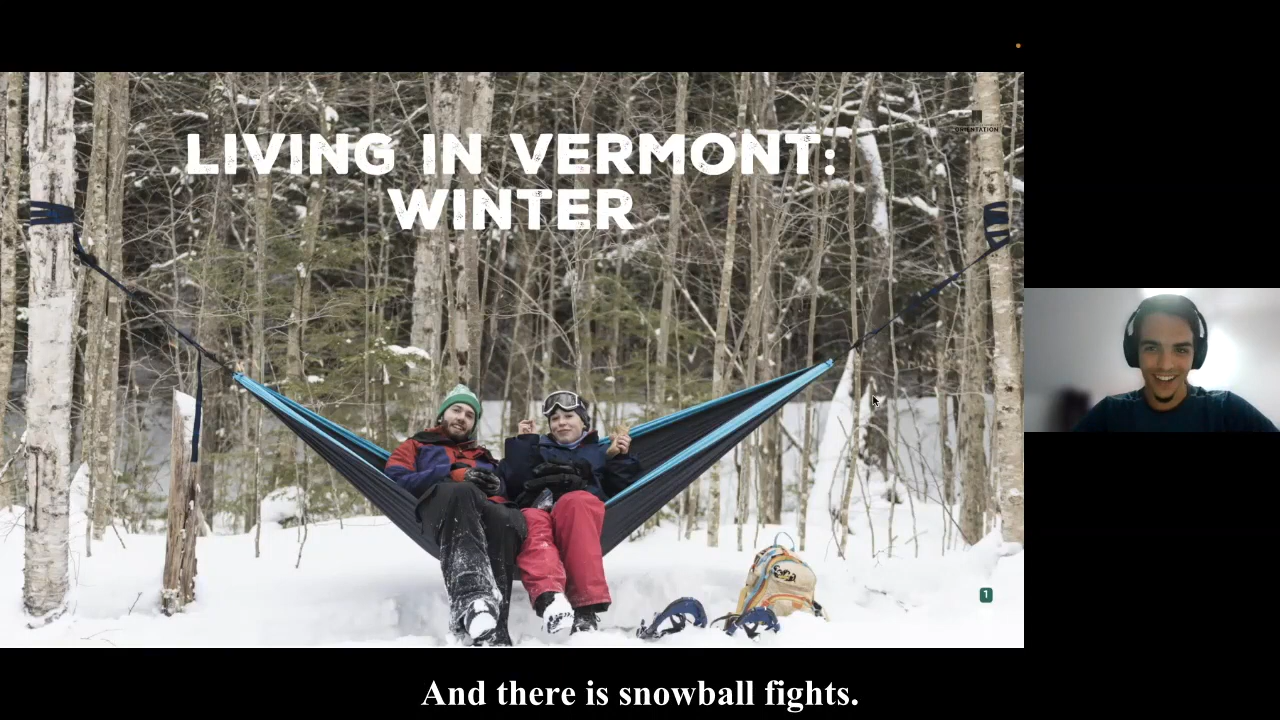 ORIENTATION
LIVING IN VERMONT:
WINTER
1
And there is snowball fights.